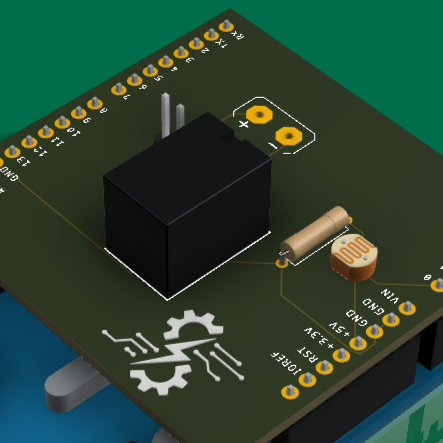 RX
TX
2
3
4
5
6
7
8
9
10
11
12
13
GND
+
-
0
VIN
GND
GND
+5V
+3.3V
RST
IOREF